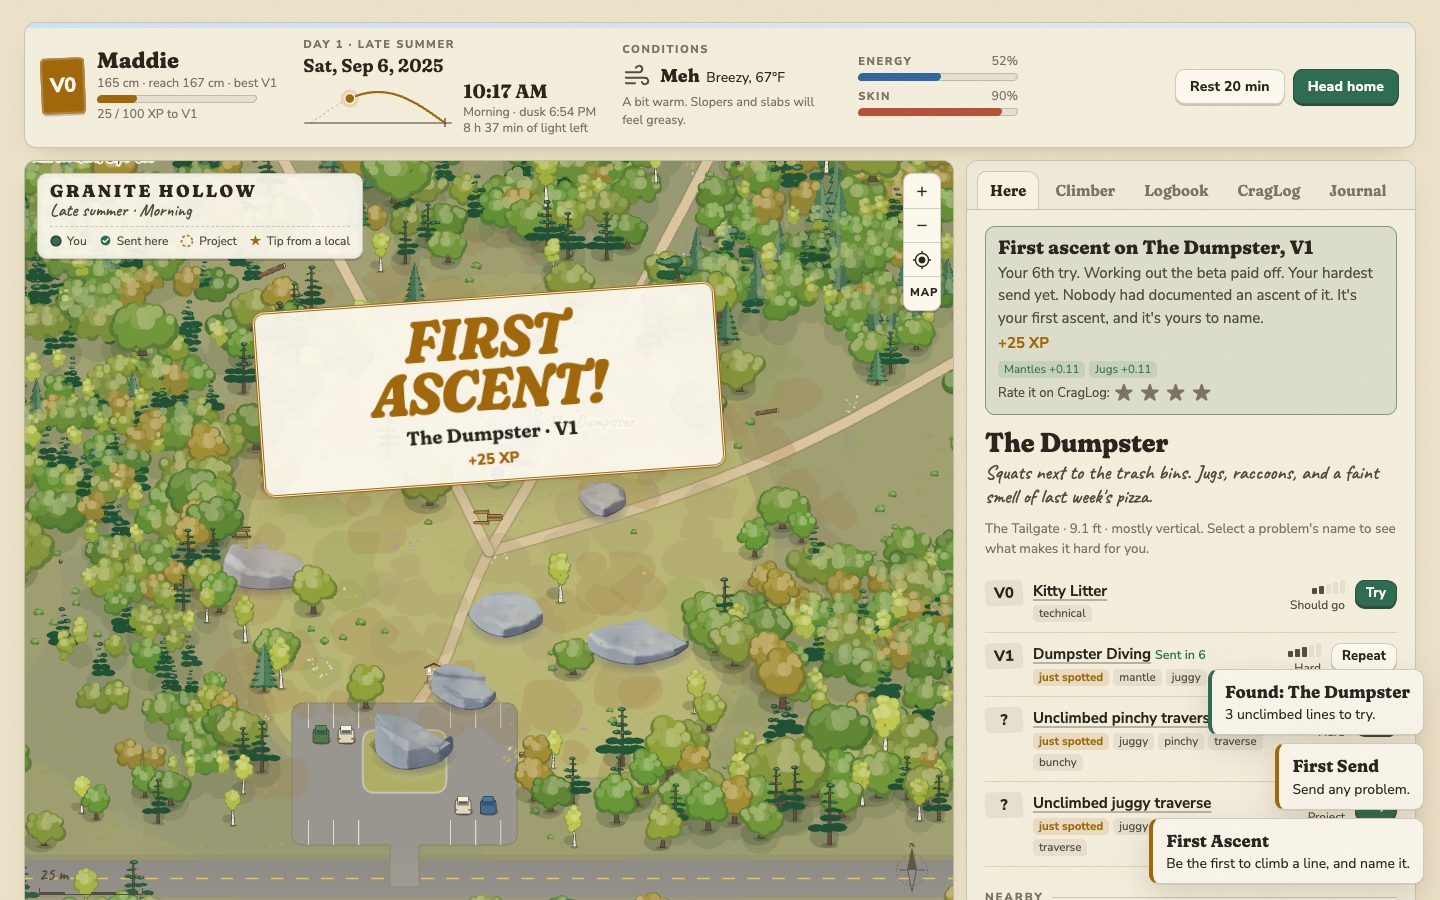 V0
Maddie
165 cm · reach 167 cm · best V1
25 / 100 XP to V1
DAY 1 · LATE SUMMER
Sat, Sep 6, 2025
10:17 AM
Morning · dusk 6:54 PM
8 h 37 min of light left
CONDITIONS
Meh Breezy, 67°F
A bit warm. Slopers and slabs will
feel greasy.
ENERGY 52%
SKIN 90%
Rest 20 min
Head home
GRANITE HOLLOW
Late summer · Morning
You
Sent here
Project
Tip from a local
+
−
MAP
FIRST
ASCENT!
The Dumpster · V1
+25 XP
25 m
N
Here
Climber
Logbook
CragLog
Journal
First ascent on The Dumpster, V1
Your 6th try. Working out the beta paid off. Your hardest
send yet. Nobody had documented an ascent of it. It's
your first ascent, and it's yours to name.
+25 XP
Mantles +0.11
Jugs +0.11
Rate it on CragLog:
The Dumpster
Squats next to the trash bins. Jugs, raccoons, and a faint
smell of last week's pizza.
The Tailgate · 9.1 ft · mostly vertical. Select a problem's name to see
what makes it hard for you.
V0
Kitty Litter
technical
Should go
Try
V1
Dumpster Diving Sent in 6
just spotted
mantle
juggy
Hard
Repeat
?
Unclimbed pinchy travers
just spotted
juggy
pinchy
traverse
bunchy
?
Unclimbed juggy traverse
just spotted
juggy
traverse
Project
Found: The Dumpster
3 unclimbed lines to try.
First Send
Send any problem.
First Ascent
Be the first to climb a line, and name it.
NEARBY